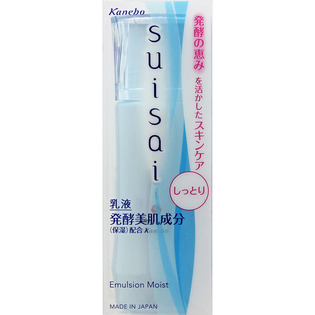 Kanebo
suisai
発酵の恵み
を活かしたスキンケア
しっとり
乳液
発酵美肌成分
(保湿)配合
Emulsion Moist
MADE IN JAPAN